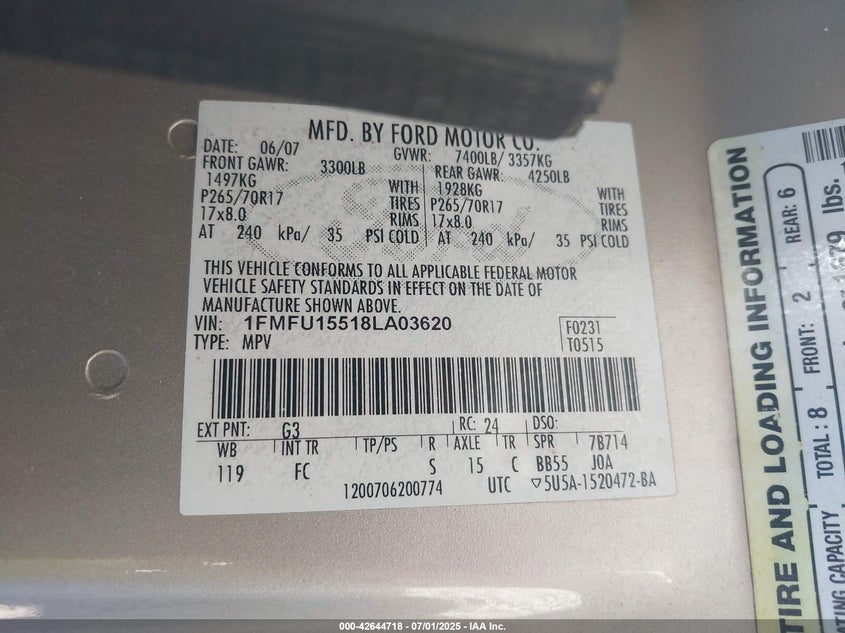 MFD. BY FORD MOTOR CO.
DATE: 06/07 GVWR: 7400LB/ 3357KG
FRONT GAWR: 3300LB REAR GAWR: 4250LB
1497KG WITH 1928KG WITH
P265/70R17 TIRES P265/70R17 TIRES
17x8.0 RIMS 17x8.0 RIMS
AT 240 kPa/ 35 PSI COLD AT 240 kPa/ 35 PSI COLD
THIS VEHICLE CONFORMS TO ALL APPLICABLE FEDERAL MOTOR
VEHICLE SAFETY STANDARDS IN EFFECT ON THE DATE OF
MANUFACTURE SHOWN ABOVE.
VIN: 1FMFU15518LA03620 F0231
TYPE: MPV T0515
EXT PNT: G3 RC: 24 DSO:
WB INT TR TP/PS R AXLE TR SPR 7B714
119 FC S 15 C BB55 J0A
1200706200774 UTC ▽5U5A-1520472-BA
TIRE AND LOADING INFORMATION
TOTAL: 8 FRONT: 2 REAR: 6
lbs.
000-42644718 - 07/01/2025 - IAA Inc.